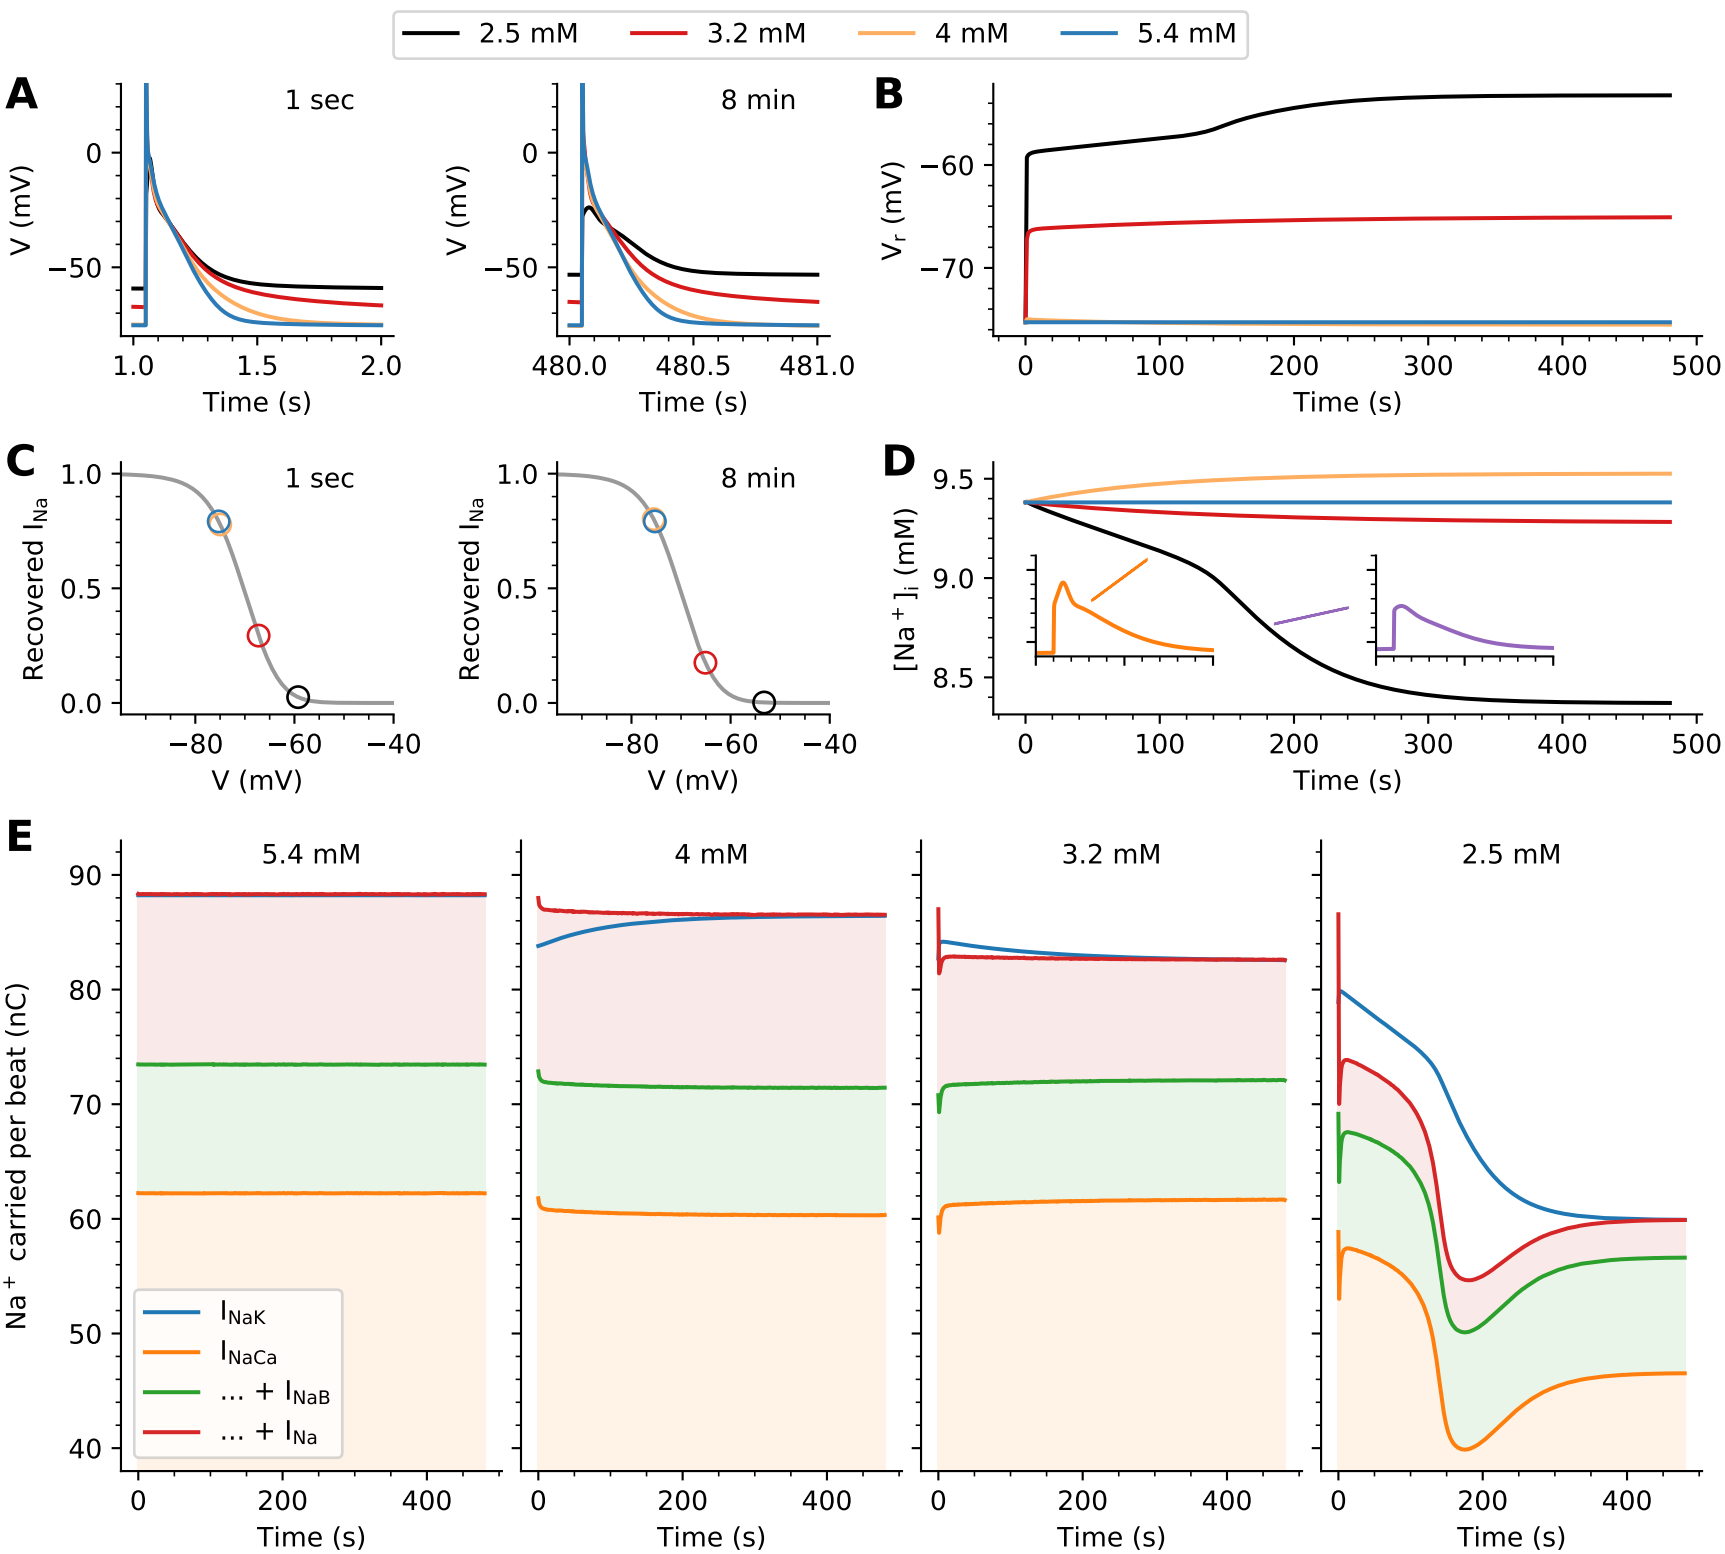 2.5 mM 3.2 mM 4 mM 5.4 mM
A
1 sec
V (mV)
0
−50
1.0 1.5 2.0
Time (s)
8 min
V (mV)
0
−50
480.0 480.5 481.0
Time (s)
B
Vr (mV)
−60
−70
0 100 200 300 400 500
Time (s)
C
1 sec
Recovered INa
1.0
0.5
0.0
−80 −60 −40
V (mV)
8 min
Recovered INa
1.0
0.5
0.0
−80 −60 −40
V (mV)
D
[Na+]i (mM)
9.5
9.0
8.5
0 100 200 300 400 500
Time (s)
E
Na+ carried per beat (nC)
90
80
70
60
50
40
5.4 mM
INaK
INaCa
... + INaB
... + INa
0 200 400
Time (s)
4 mM
0 200 400
Time (s)
3.2 mM
0 200 400
Time (s)
2.5 mM
0 200 400
Time (s)